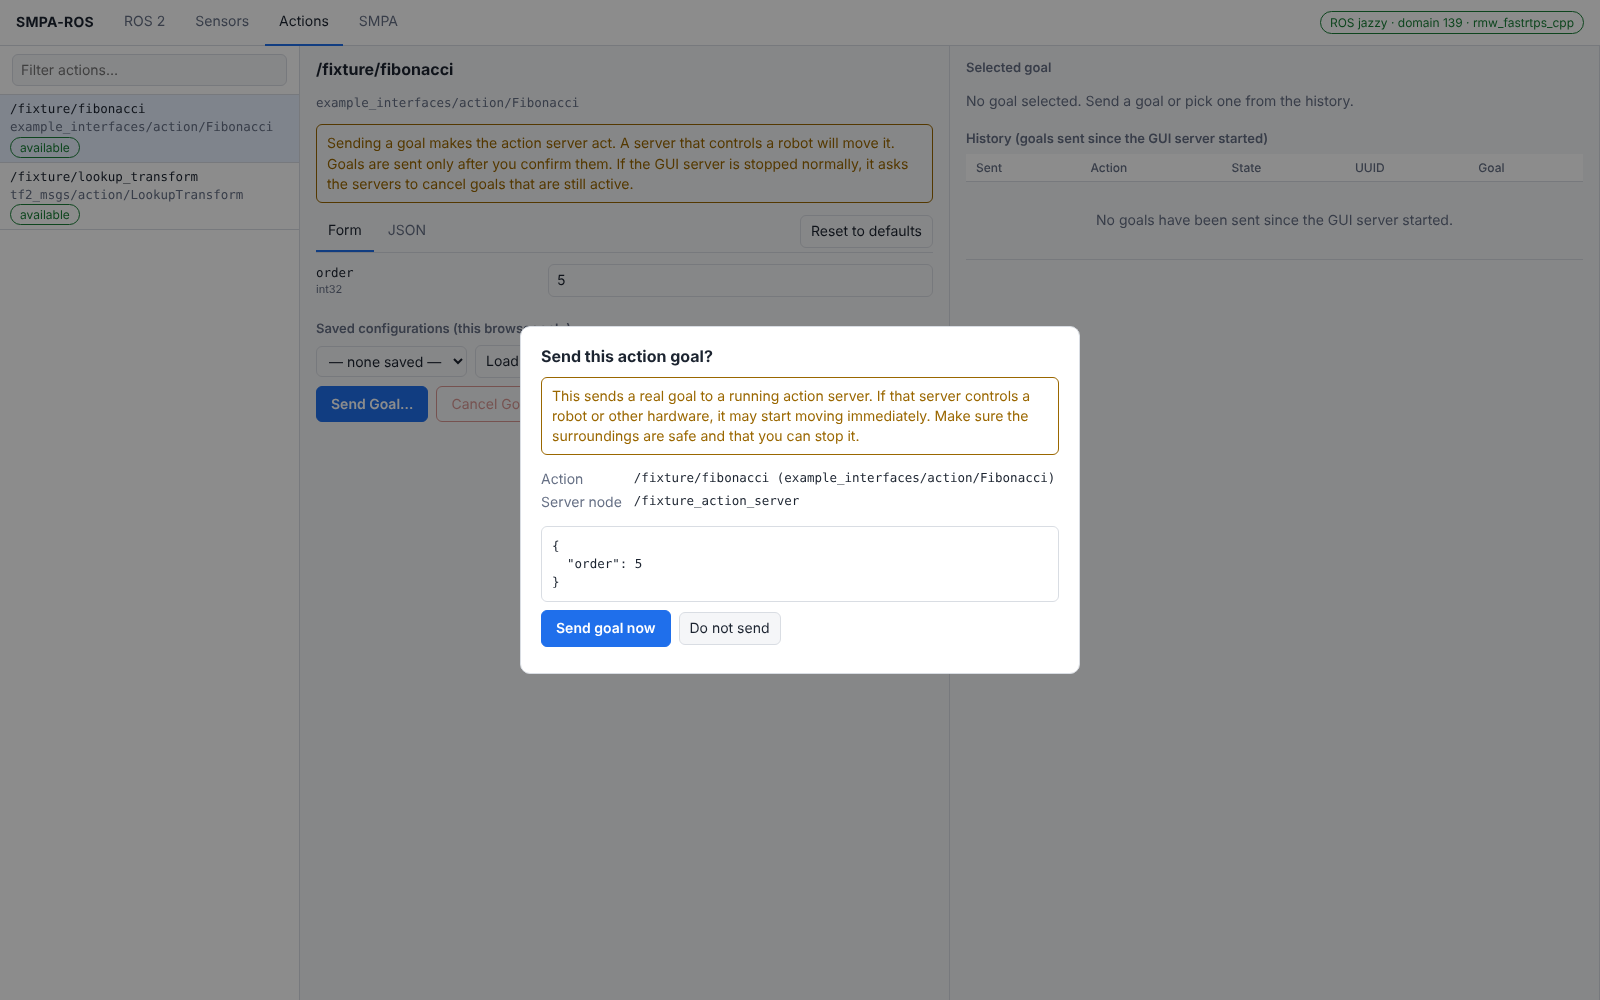 SMPA-ROS ROS 2 Sensors Actions SMPA ROS jazzy · domain 139 · rmw_fastrtps_cpp
Filter actions...
/fixture/fibonacci
example_interfaces/action/Fibonacci
available
/fixture/lookup_transform
tf2_msgs/action/LookupTransform
available
/fixture/fibonacci
example_interfaces/action/Fibonacci
Sending a goal makes the action server act. A server that controls a robot will move it.
Goals are sent only after you confirm them. If the GUI server is stopped normally, it asks
the servers to cancel goals that are still active.
Form JSON Reset to defaults
order
int32
5
Saved configurations (this
— none saved — Load
Send Goal... Cancel
Selected goal
No goal selected. Send a goal or pick one from the history.
History (goals sent since the GUI server started)
Sent Action State UUID Goal
No goals have been sent since the GUI server started.
Send this action goal?
This sends a real goal to a running action server. If that server controls a
robot or other hardware, it may start moving immediately. Make sure the
surroundings are safe and that you can stop it.
Action /fixture/fibonacci (example_interfaces/action/Fibonacci)
Server node /fixture_action_server
{
"order": 5
}
Send goal now Do not send